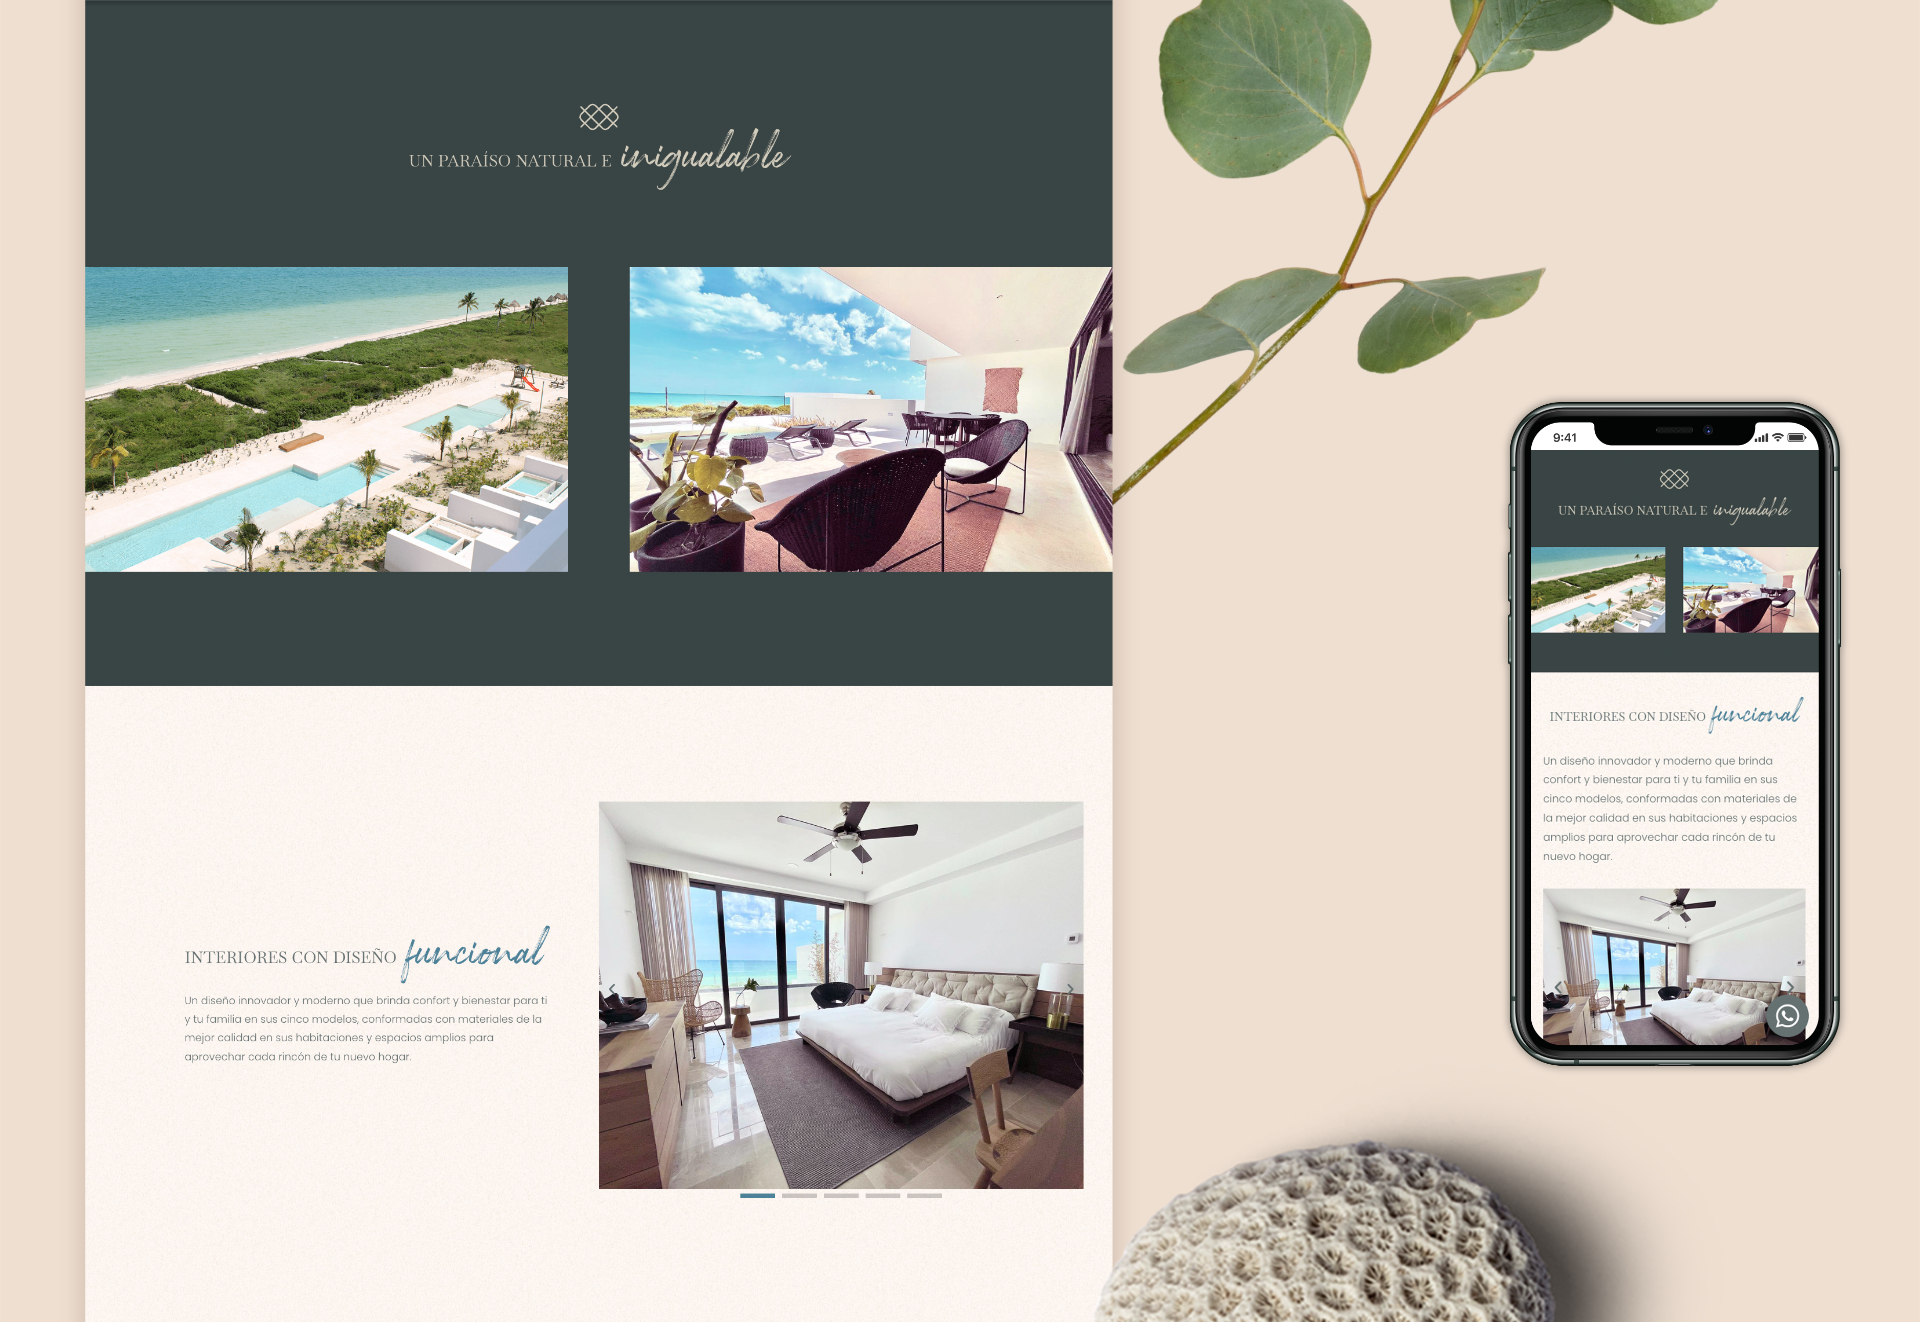 UN PARAÍSO NATURAL E inigualable
INTERIORES CON DISEÑO funcional
Un diseño innovador y moderno que brinda confort y bienestar para ti
y tu familia en sus cinco modelos, conformadas con materiales de la
mejor calidad en sus habitaciones y espacios amplios para
aprovechar cada rincón de tu nuevo hogar.
9:41
UN PARAÍSO NATURAL E inigualable
INTERIORES CON DISEÑO funcional
Un diseño innovador y moderno que brinda
confort y bienestar para ti y tu familia en sus
cinco modelos, conformadas con materiales de
la mejor calidad en sus habitaciones y espacios
amplios para aprovechar cada rincón de tu
nuevo hogar.